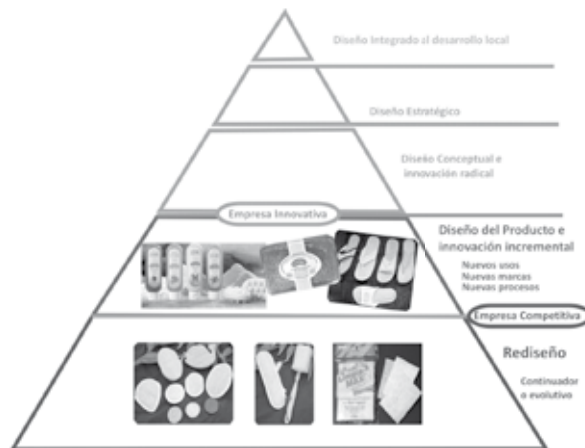 Diseño Integrado al desarrollo local
Diseño Estratégico
Diseño Conceptual e
innovación radical
Empresa Innovativa
Diseño del Producto e
innovación incremental
Nuevos usos
Nuevas marcas
Nuevos procesos
Empresa Competitiva
Rediseño
Continuador
o evolutivo